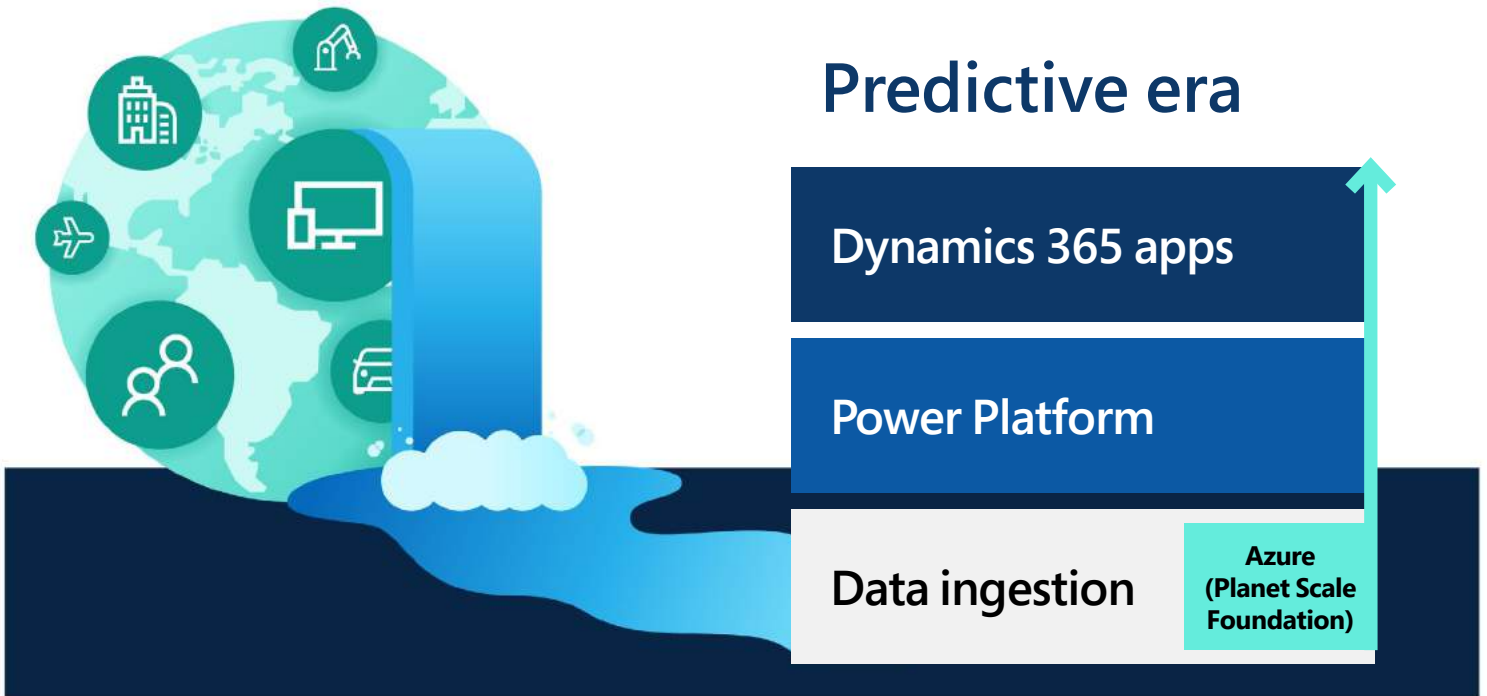 Predictive era
Dynamics 365 apps
Power Platform
Data ingestion
Azure
(Planet Scale
Foundation)